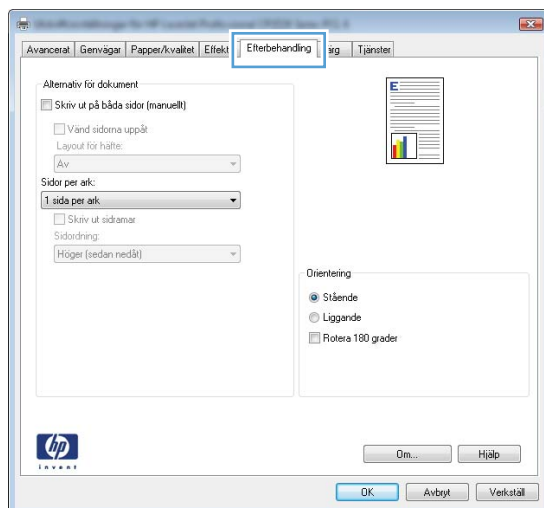 Avancerat Genvägar Papper/kvalitet Effekt Efterbehandling Tjänster
Alternativ för dokument
Skriv ut på båda sidor (manuellt)
Vänd sidorna uppåt
Layout för häfte:
Av
Sidor per ark:
1 sida per ark
Skriv ut sidramar
Sidordning:
Höger (sedan nedåt)
E
Orientering
Stående
Liggande
Rotera 180 grader
hp
invent
Om... Hjälp
OK Avbryt Verkställ